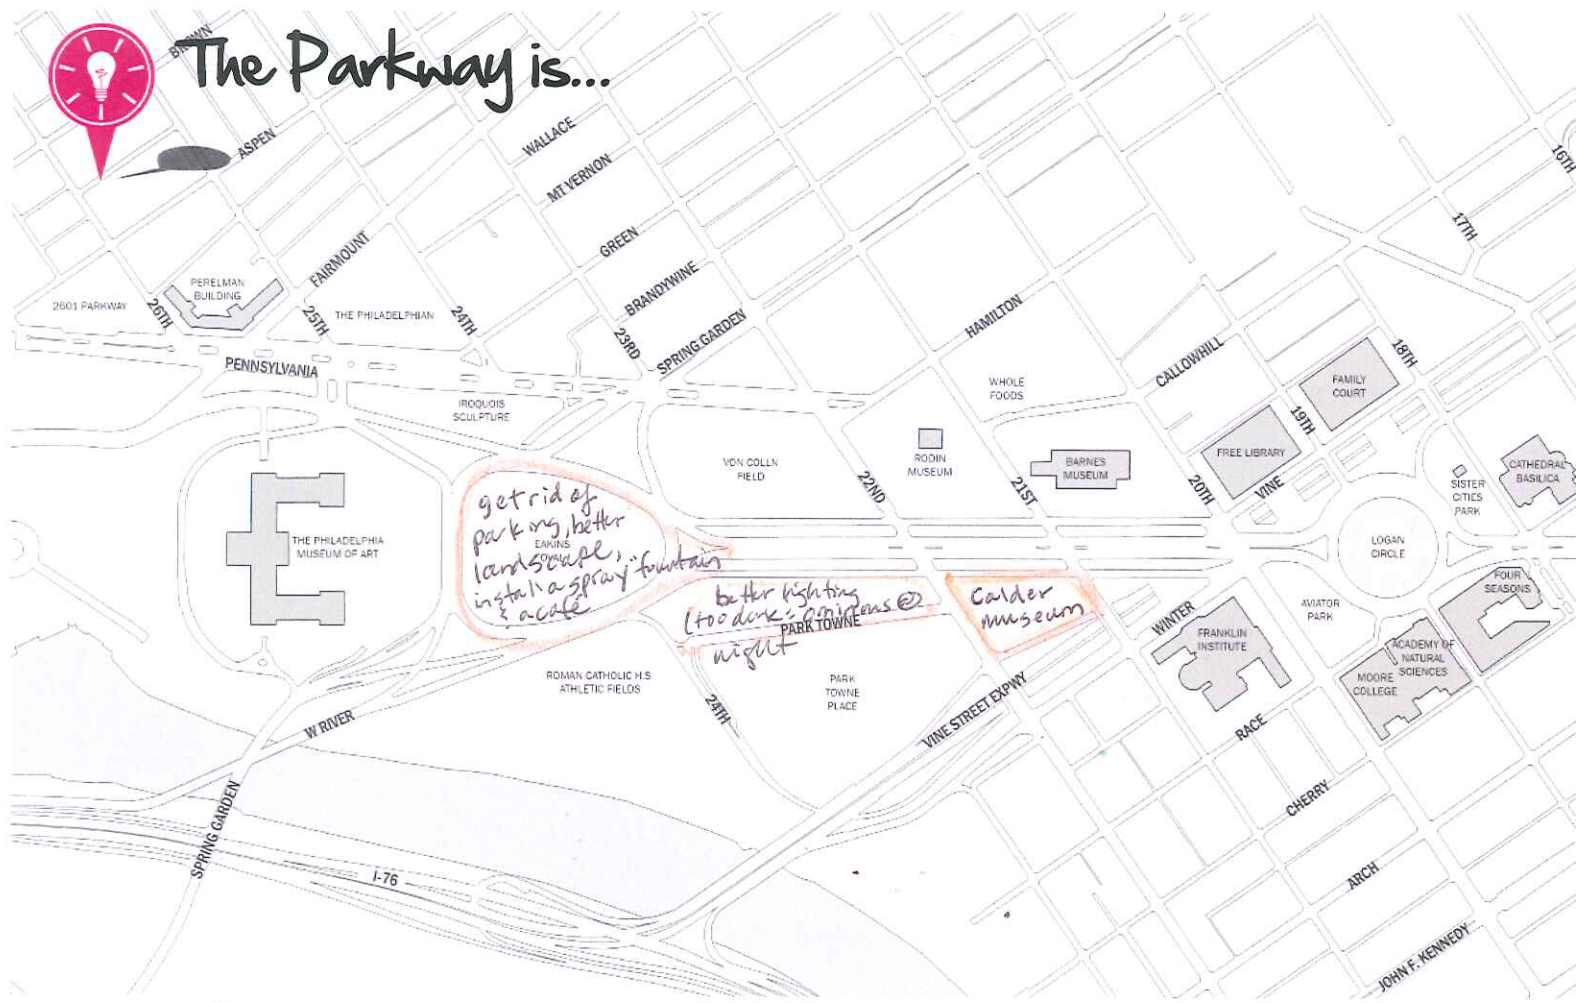 The Parkway is...
BROWN
ASPEN
WALLACE
MT VERNON
16TH
17TH
GREEN
FAIRMOUNT
BRANDYWINE
PERELMAN
BUILDING
2601 PARKWAY
26TH
25TH
THE PHILADELPHIAN
24TH
23RD
SPRING GARDEN
HAMILTON
CALLOWHILL
18TH
PENNSYLVANIA
IROQUOIS
SCULPTURE
WHOLE
FOODS
FAMILY
COURT
19TH
VON COLLN
FIELD
22ND
RODIN
MUSEUM
21ST
BARNES
MUSEUM
20TH
FREE LIBRARY
VINE
SISTER
CITIES
PARK
CATHEDRAL
BASILICA
get rid of
parking, better
EAKINS
landscape,
install a "spray" fountain
& a café
THE PHILADELPHIA
MUSEUM OF ART
LOGAN
CIRCLE
better lighting
(too dark = ominous @
PARK TOWNE
night
Calder
museum
WINTER
FRANKLIN
INSTITUTE
AVIATOR
PARK
FOUR
SEASONS
ACADEMY OF
NATURAL
SCIENCES
MOORE
COLLEGE
ROMAN CATHOLIC H.S
ATHLETIC FIELDS
PARK
TOWNE
PLACE
24TH
VINE STREET EXPWY
W RIVER
RACE
SPRING GARDEN
CHERRY
I-76
ARCH
JOHN F. KENNEDY